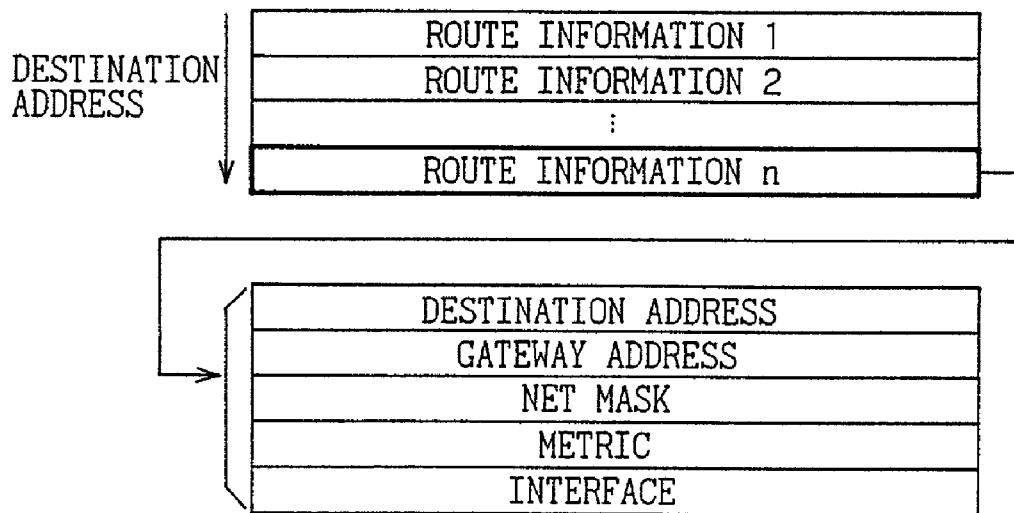 DESTINATION
ADDRESS
ROUTE INFORMATION 1
ROUTE INFORMATION 2
⋮
ROUTE INFORMATION n
DESTINATION ADDRESS
GATEWAY ADDRESS
NET MASK
METRIC
INTERFACE